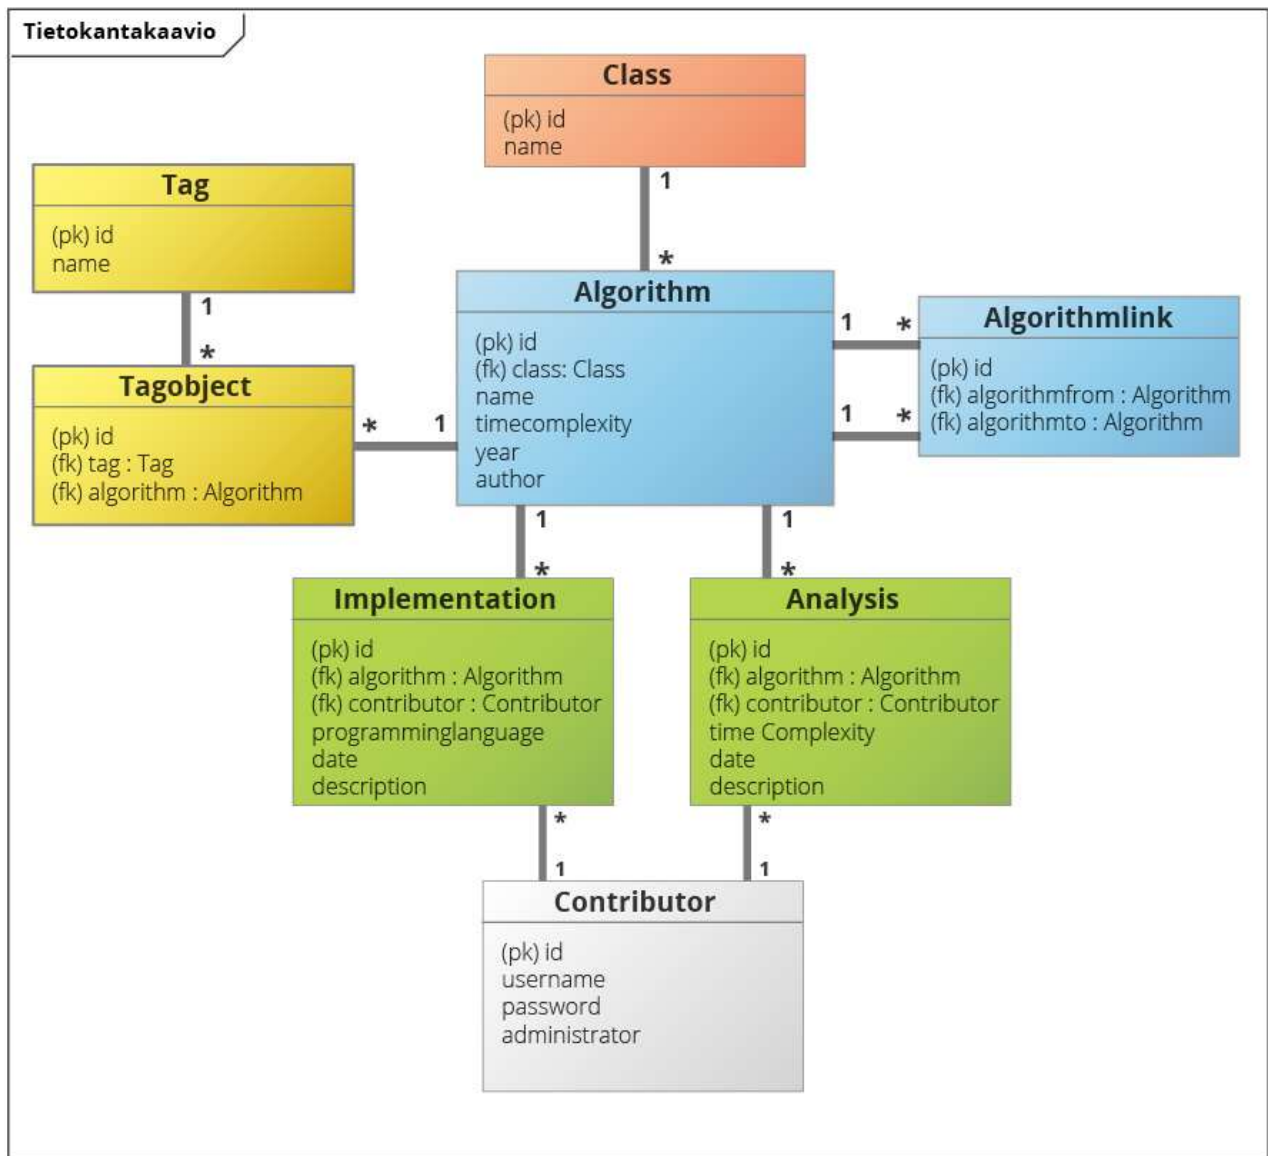 Tietokantakaavio
Class
(pk) id
name
1
*
Tag
(pk) id
name
1
*
Tagobject
(pk) id
(fk) tag : Tag
(fk) algorithm : Algorithm
*
1
Algorithm
(pk) id
(fk) class: Class
name
timecomplexity
year
author
1
*
1
*
Algorithmlink
(pk) id
(fk) algorithmfrom : Algorithm
(fk) algorithmto : Algorithm
1
*
1
*
Implementation
(pk) id
(fk) algorithm : Algorithm
(fk) contributor : Contributor
programminglanguage
date
description
Analysis
(pk) id
(fk) algorithm : Algorithm
(fk) contributor : Contributor
time Complexity
date
description
*
1
*
1
Contributor
(pk) id
username
password
administrator